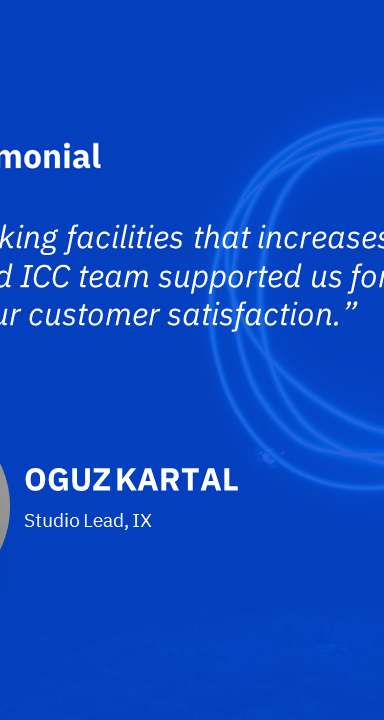 monial
king facilities that increases
d ICC team supported us for
ur customer satisfaction.”
OGUZ KARTAL
Studio Lead, IX